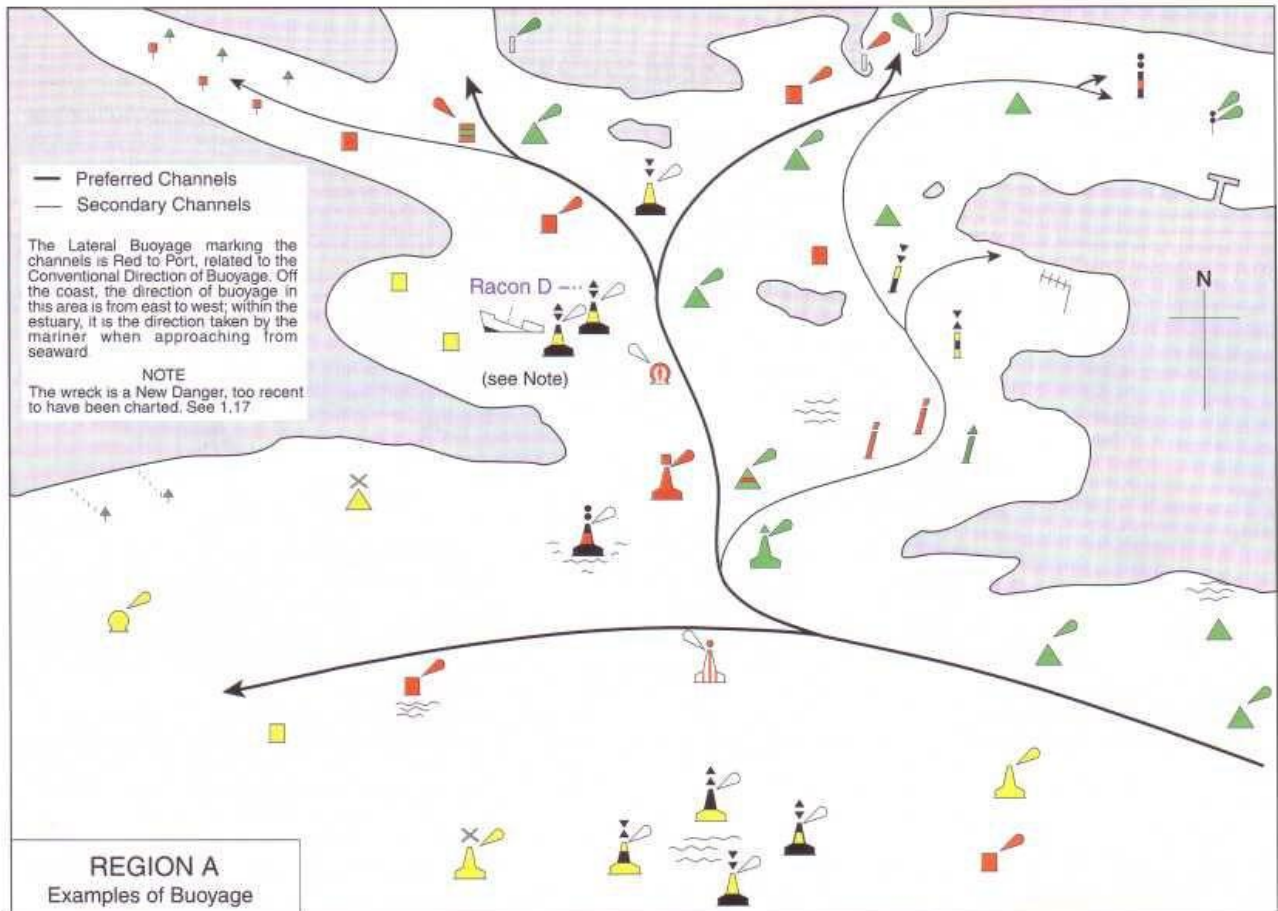 Preferred Channels
Secondary Channels
The Lateral Buoyage marking the
channels is Red to Port, related to the
Conventional Direction of Buoyage. Off
the coast, the direction of buoyage in
this area is from east to west; within the
estuary, it is the direction taken by the
mariner when approaching from
seaward
NOTE
The wreck is a New Danger, too recent
to have been charted. See 1.17
Racon D
(see Note)
N
REGION A
Examples of Buoyage